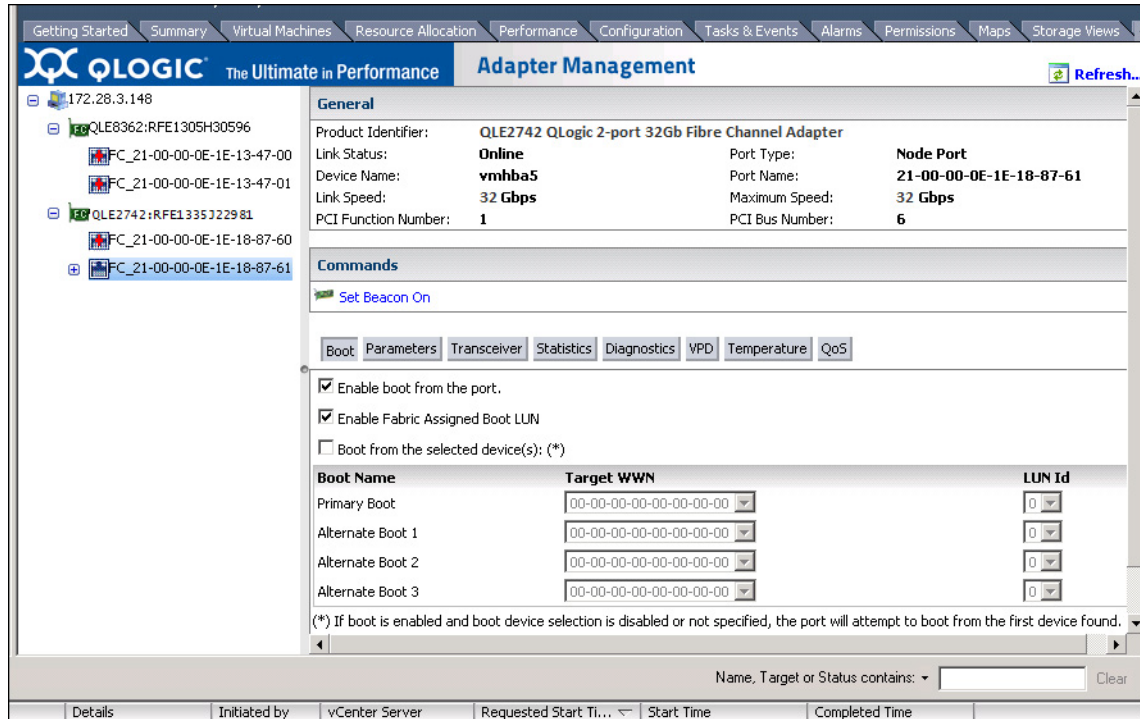 Getting Started Summary Virtual Machines Resource Allocation Performance Configuration Tasks & Events Alarms Permissions Maps Storage Views
QLOGIC The Ultimate in Performance Adapter Management
Refresh...
172.28.3.148
QLE8362:RFE1305H30596
FC_21-00-00-0E-1E-13-47-00
FC_21-00-00-0E-1E-13-47-01
QLE2742:RFE1335J22981
FC_21-00-00-0E-1E-18-87-60
FC_21-00-00-0E-1E-18-87-61
General
Product Identifier: QLE2742 QLogic 2-port 32Gb Fibre Channel Adapter
Link Status: Online Port Type: Node Port
Device Name: vmhba5 Port Name: 21-00-00-0E-1E-18-87-61
Link Speed: 32 Gbps Maximum Speed: 32 Gbps
PCI Function Number: 1 PCI Bus Number: 6
Commands
Set Beacon On
Boot Parameters Transceiver Statistics Diagnostics VPD Temperature QoS
Enable boot from the port.
Enable Fabric Assigned Boot LUN
Boot from the selected device(s): (*)
Boot Name Target WWN LUN Id
Primary Boot 00-00-00-00-00-00-00-00 0
Alternate Boot 1 00-00-00-00-00-00-00-00 0
Alternate Boot 2 00-00-00-00-00-00-00-00 0
Alternate Boot 3 00-00-00-00-00-00-00-00 0
(*) If boot is enabled and boot device selection is disabled or not specified, the port will attempt to boot from the first device found.
Name, Target or Status contains: Clear
Details Initiated by vCenter Server Requested Start Ti... Start Time Completed Time